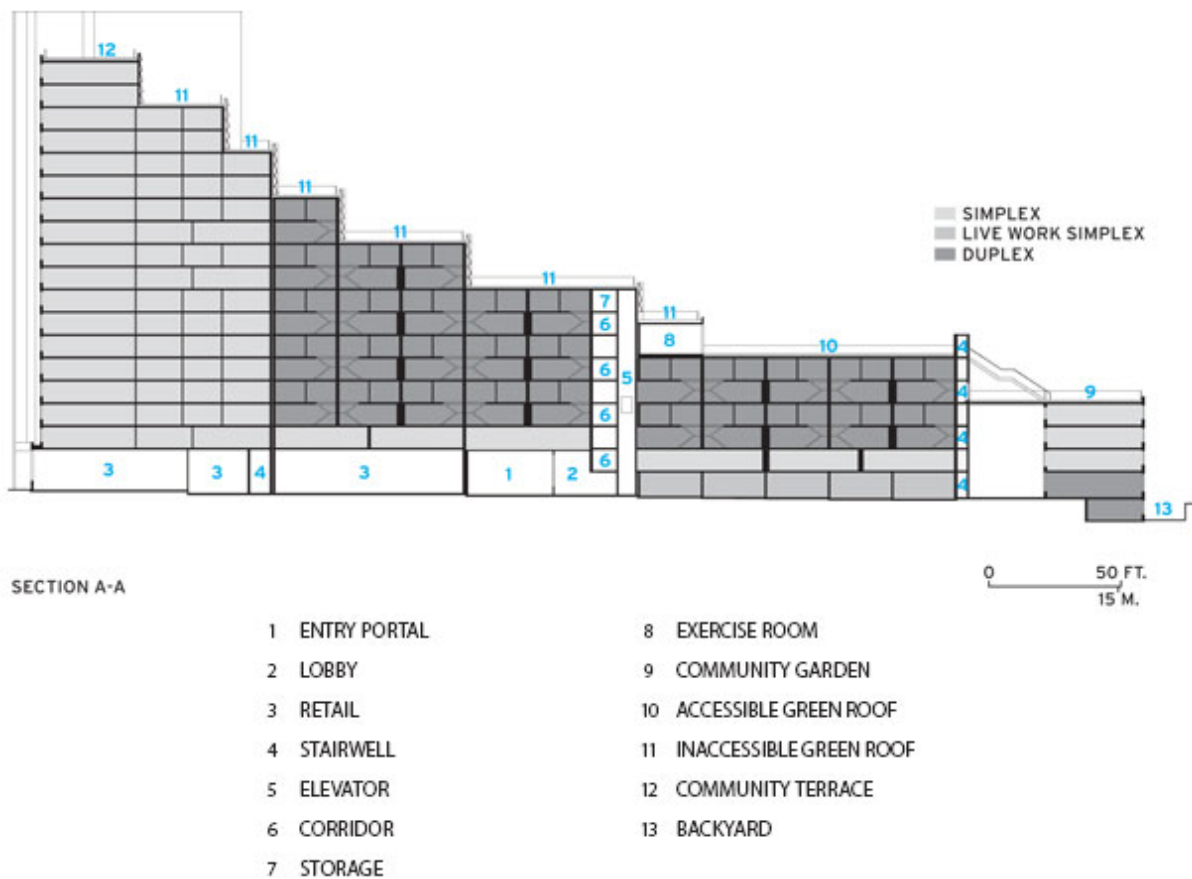 12
11
11
11
11
11
11
7
6
8
10
4
5
6
4
9
6
4
3
3
4
3
1
2
6
4
13
SIMPLEX
LIVE WORK SIMPLEX
DUPLEX
SECTION A-A
0 50 FT.
15 M.
1 ENTRY PORTAL
2 LOBBY
3 RETAIL
4 STAIRWELL
5 ELEVATOR
6 CORRIDOR
7 STORAGE
8 EXERCISE ROOM
9 COMMUNITY GARDEN
10 ACCESSIBLE GREEN ROOF
11 INACCESSIBLE GREEN ROOF
12 COMMUNITY TERRACE
13 BACKYARD